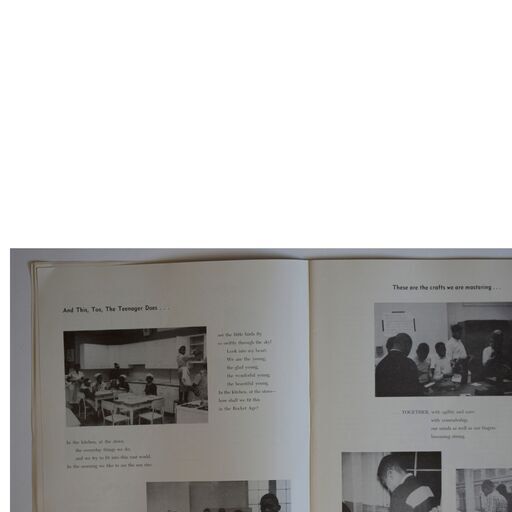 And This, Too, The Teenager Does . . .
see the little birds fly
so swiftly through the sky!
Look into my heart.
We are the young,
the glad young,
the wonderful young,
the beautiful young.
In the kitchen, at the stove—
how shall we fit this
in the Rocket Age?
In the kitchen, at the stove,
the everyday things we do,
and we try to fit into this vast world.
In the morning we like to see the sun rise.
These are the crafts we are mastering . . .
. . . TOGETHER, with agility and ease
with comradeship,
our minds as well as our fingers
becoming strong.